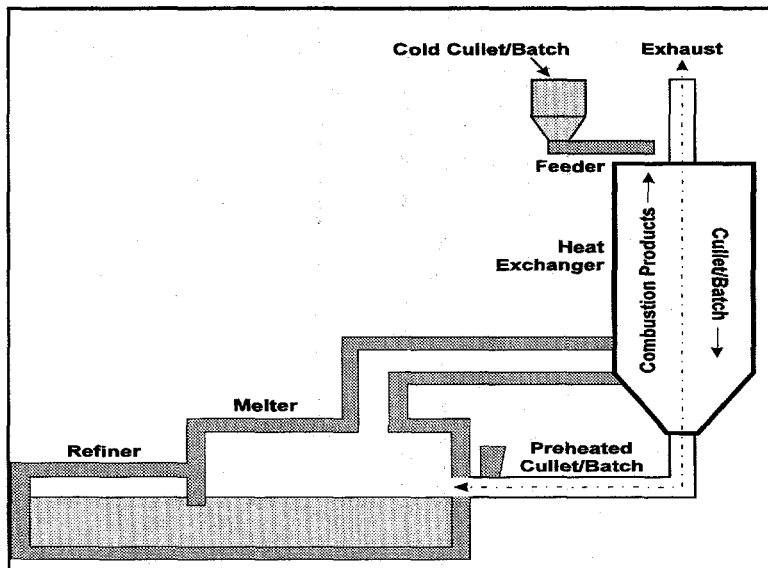 Cold Cullet/Batch
Exhaust
Feeder
Heat
Exchanger
Combustion Products
Cullet/Batch
Melter
Refiner
Preheated
Cullet/Batch